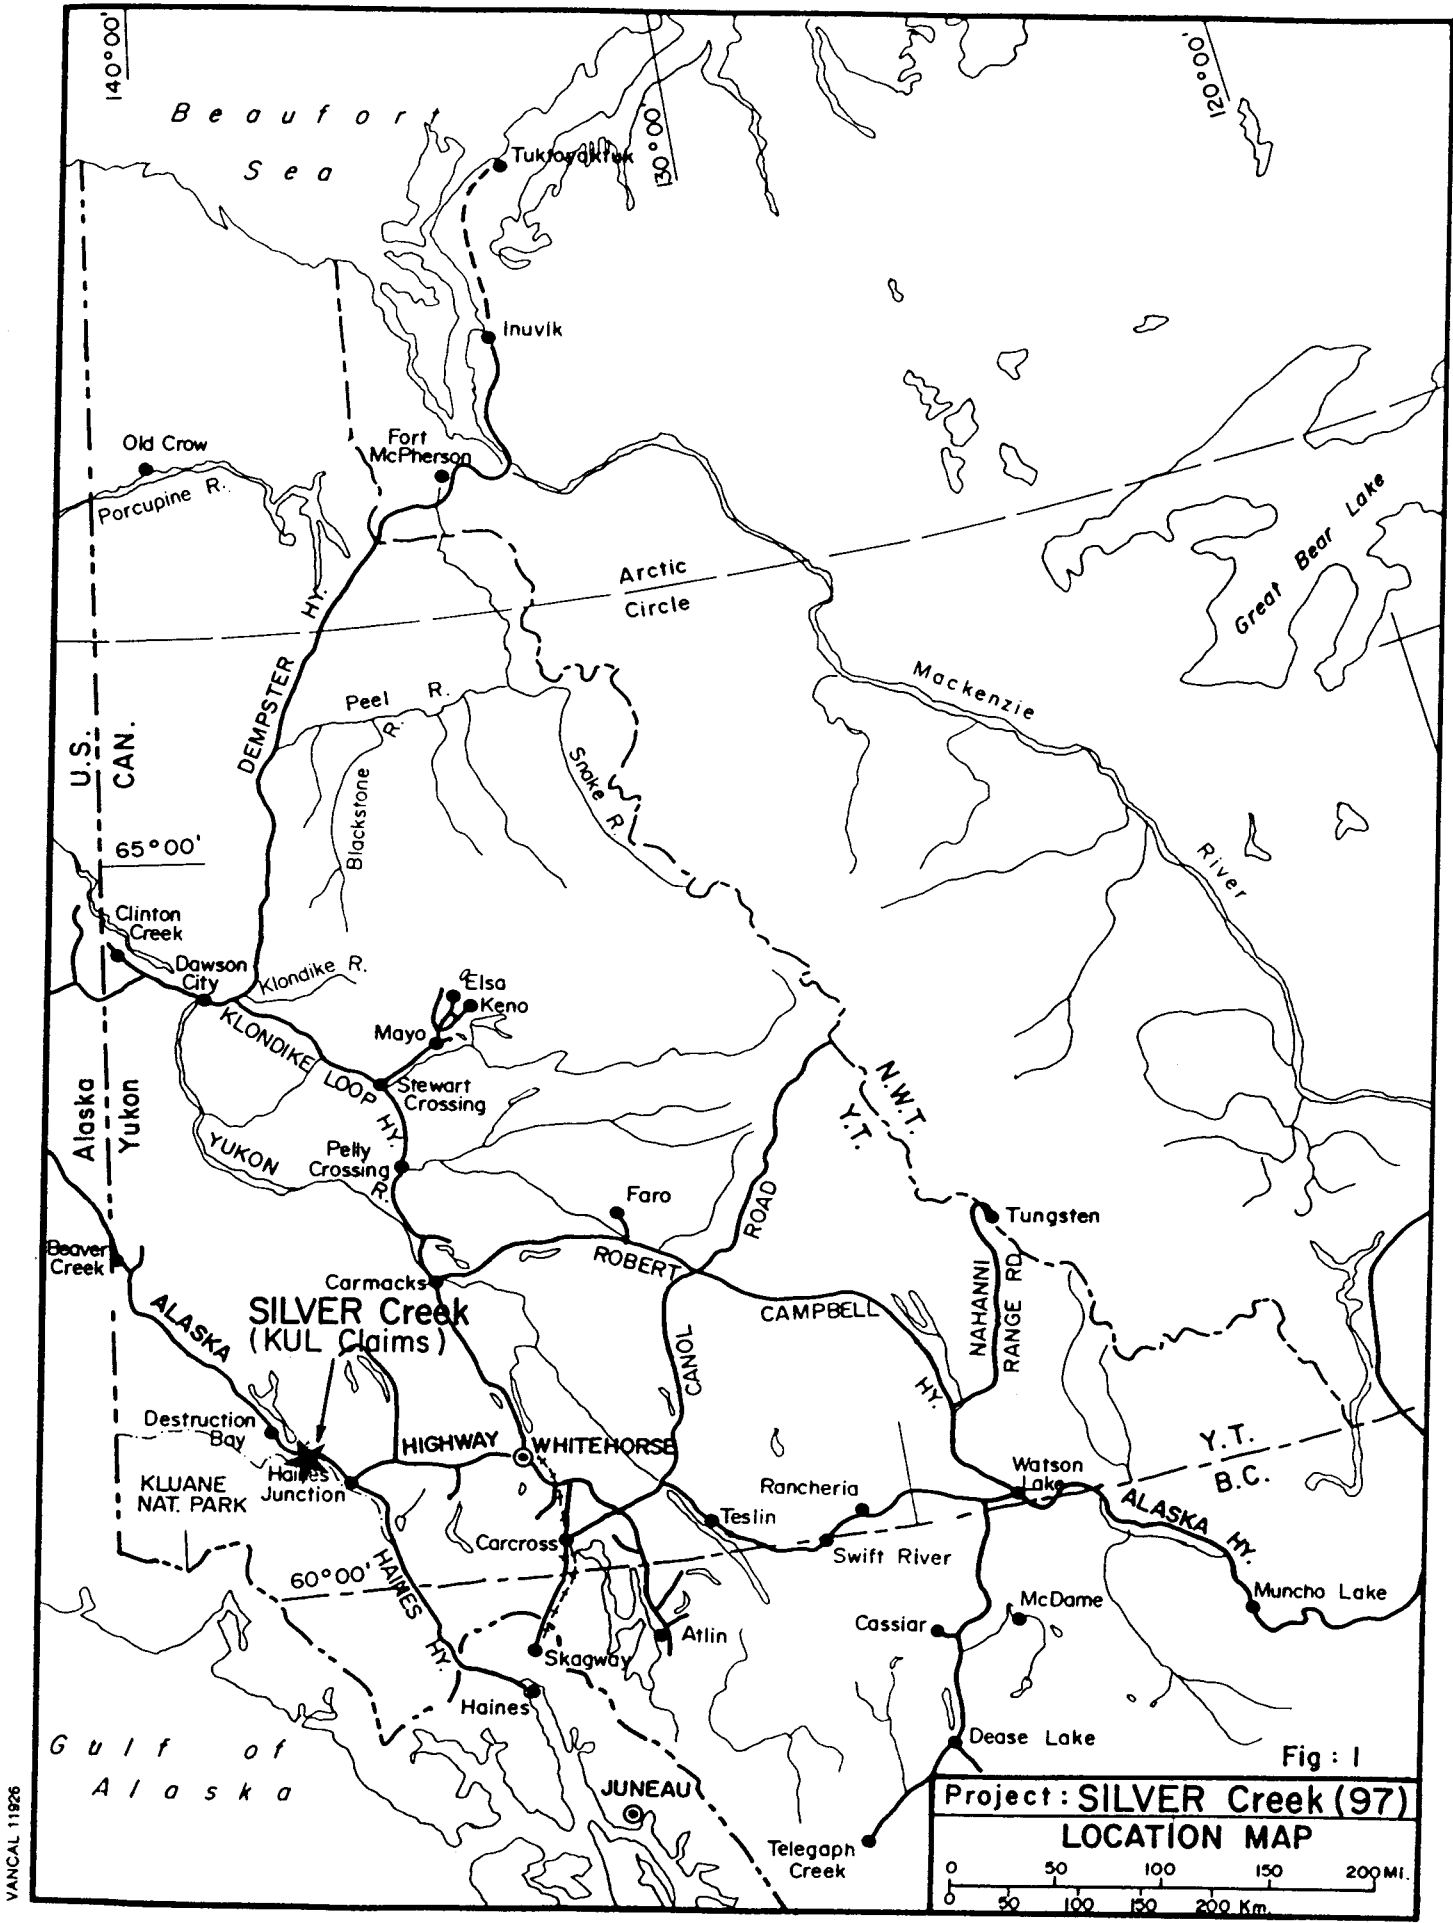 140°00'
130°00'
120°00'
Beaufort
Sea
Tuktoyaktuk
Inuvik
Old Crow
Porcupine R.
Fort
McPherson
Arctic
Circle
Great Bear Lake
DEMPSTER HY.
Peel R.
Blackstone R.
Snake R.
Mackenzie River
U.S.
CAN.
65°00'
Clinton
Creek
Dawson
City
Klondike R.
Elsa
Keno
Mayo
KLONDIKE LOOP HY.
Stewart
Crossing
Alaska
Yukon
YUKON R.
Pelly
Crossing
N.W.T.
Y.T.
Faro
ROAD
Tungsten
Beaver
Creek
ROBERT
CAMPBELL
HY.
NAHANNI
RANGE RD.
Carmacks
SILVER Creek
(KUL Claims)
ALASKA
CANOL
Destruction
Bay
HIGHWAY
WHITEHORSE
Haines
Junction
KLUANE
NAT. PARK
Y.T.
B.C.
Watson
Lake
Rancheria
Teslin
ALASKA HY.
Carcross
Swift River
60°00'
HAINES HY.
Muncho Lake
McDame
Cassiar
Atlin
Skagway
Haines
Dease Lake
Gulf of
Alaska
JUNEAU
Telegaph
Creek
Fig : 1
Project: SILVER Creek (97)
LOCATION MAP
0 50 100 150 200 MI.
0 50 100 150 200 Km.
VANCAL 11926